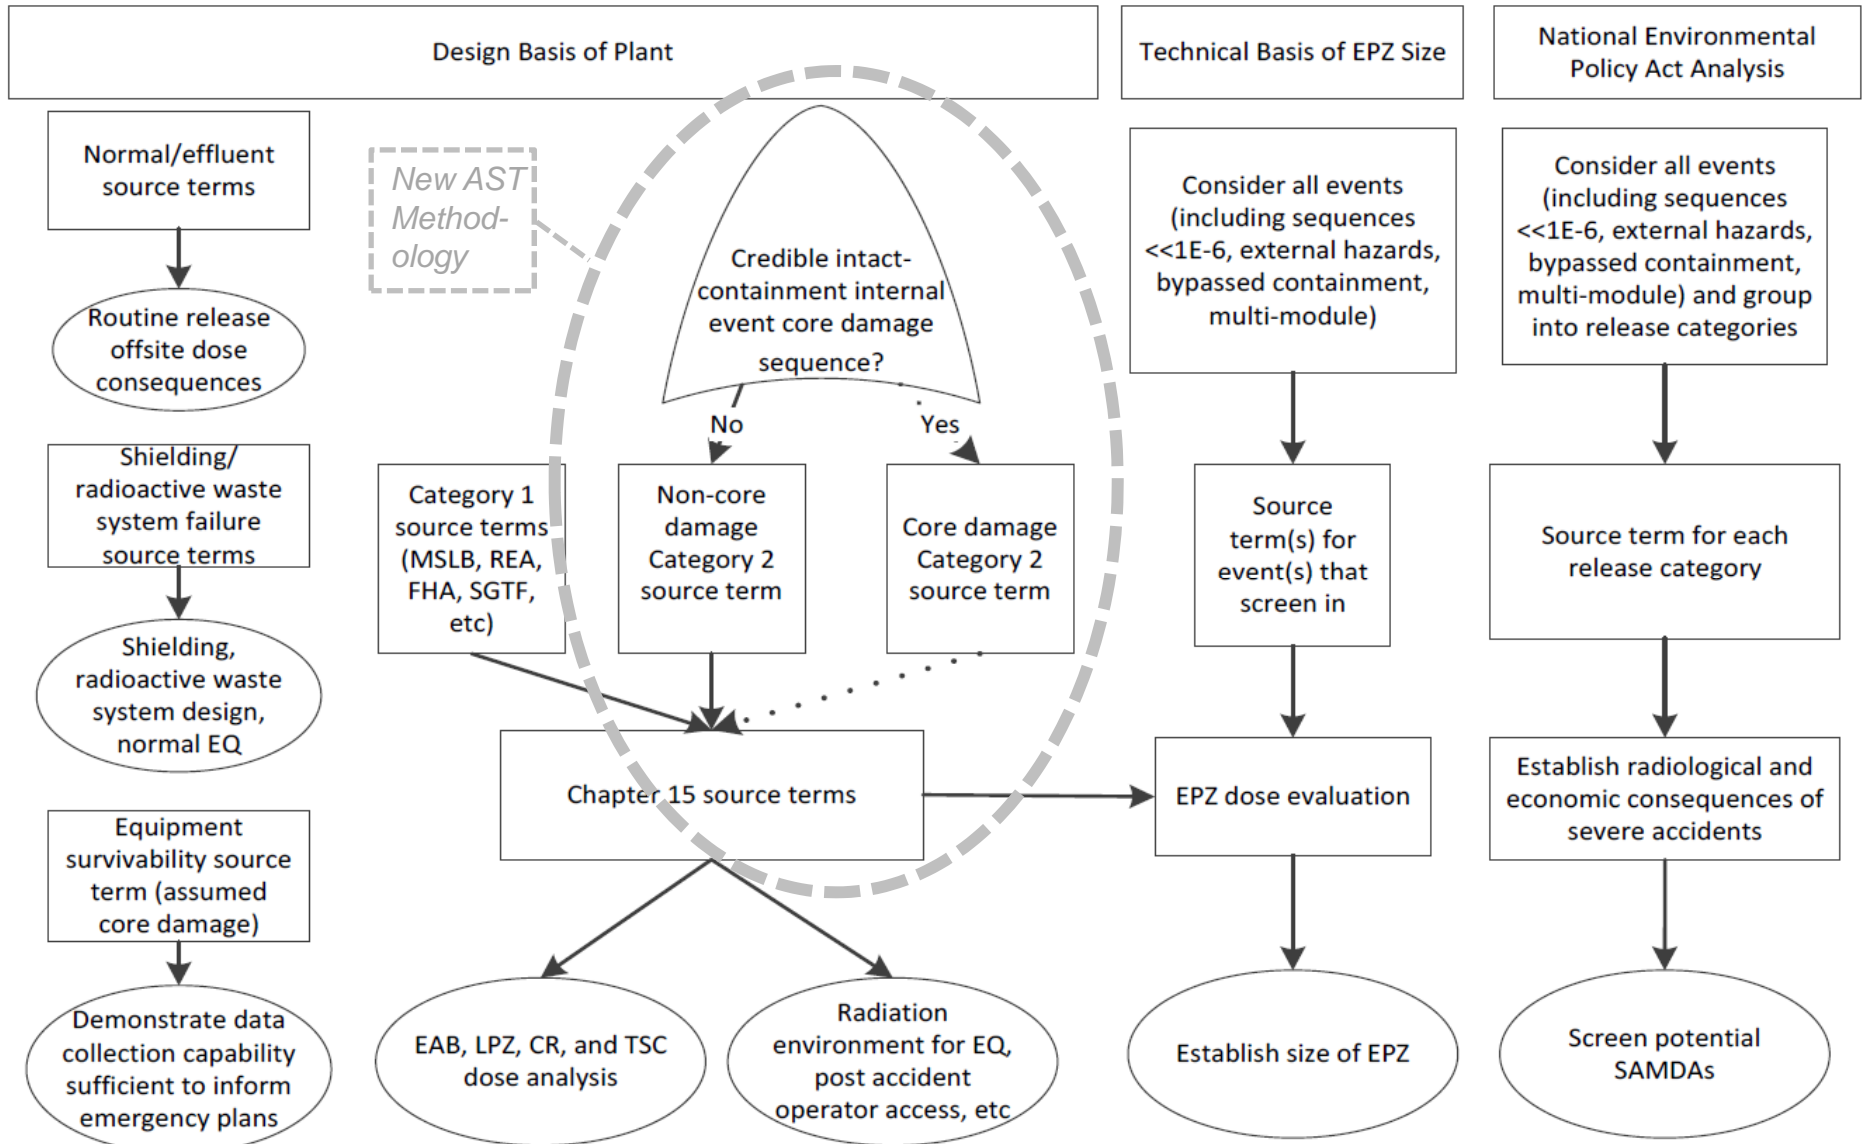 Design Basis of Plant
Technical Basis of EPZ Size
National Environmental
Policy Act Analysis
Normal/effluent
source terms
Routine release
offsite dose
consequences
Shielding/
radioactive waste
system failure
source terms
Shielding,
radioactive waste
system design,
normal EQ
Equipment
survivability source
term (assumed
core damage)
Demonstrate data
collection capability
sufficient to inform
emergency plans
New AST
Method-
ology
Credible intact-
containment internal
event core damage
sequence?
No
Yes
Category 1
source terms
(MSLB, REA,
FHA, SGTF,
etc)
Non-core
damage
Category 2
source term
Core damage
Category 2
source term
Chapter 15 source terms
EAB, LPZ, CR, and TSC
dose analysis
Radiation
environment for EQ,
post accident
operator access, etc
Consider all events
(including sequences
<<1E-6, external hazards,
bypassed containment,
multi-module)
Source
term(s) for
event(s) that
screen in
EPZ dose evaluation
Establish size of EPZ
Consider all events
(including sequences
<<1E-6, external hazards,
bypassed containment,
multi-module) and group
into release categories
Source term for each
release category
Establish radiological and
economic consequences of
severe accidents
Screen potential
SAMDAs